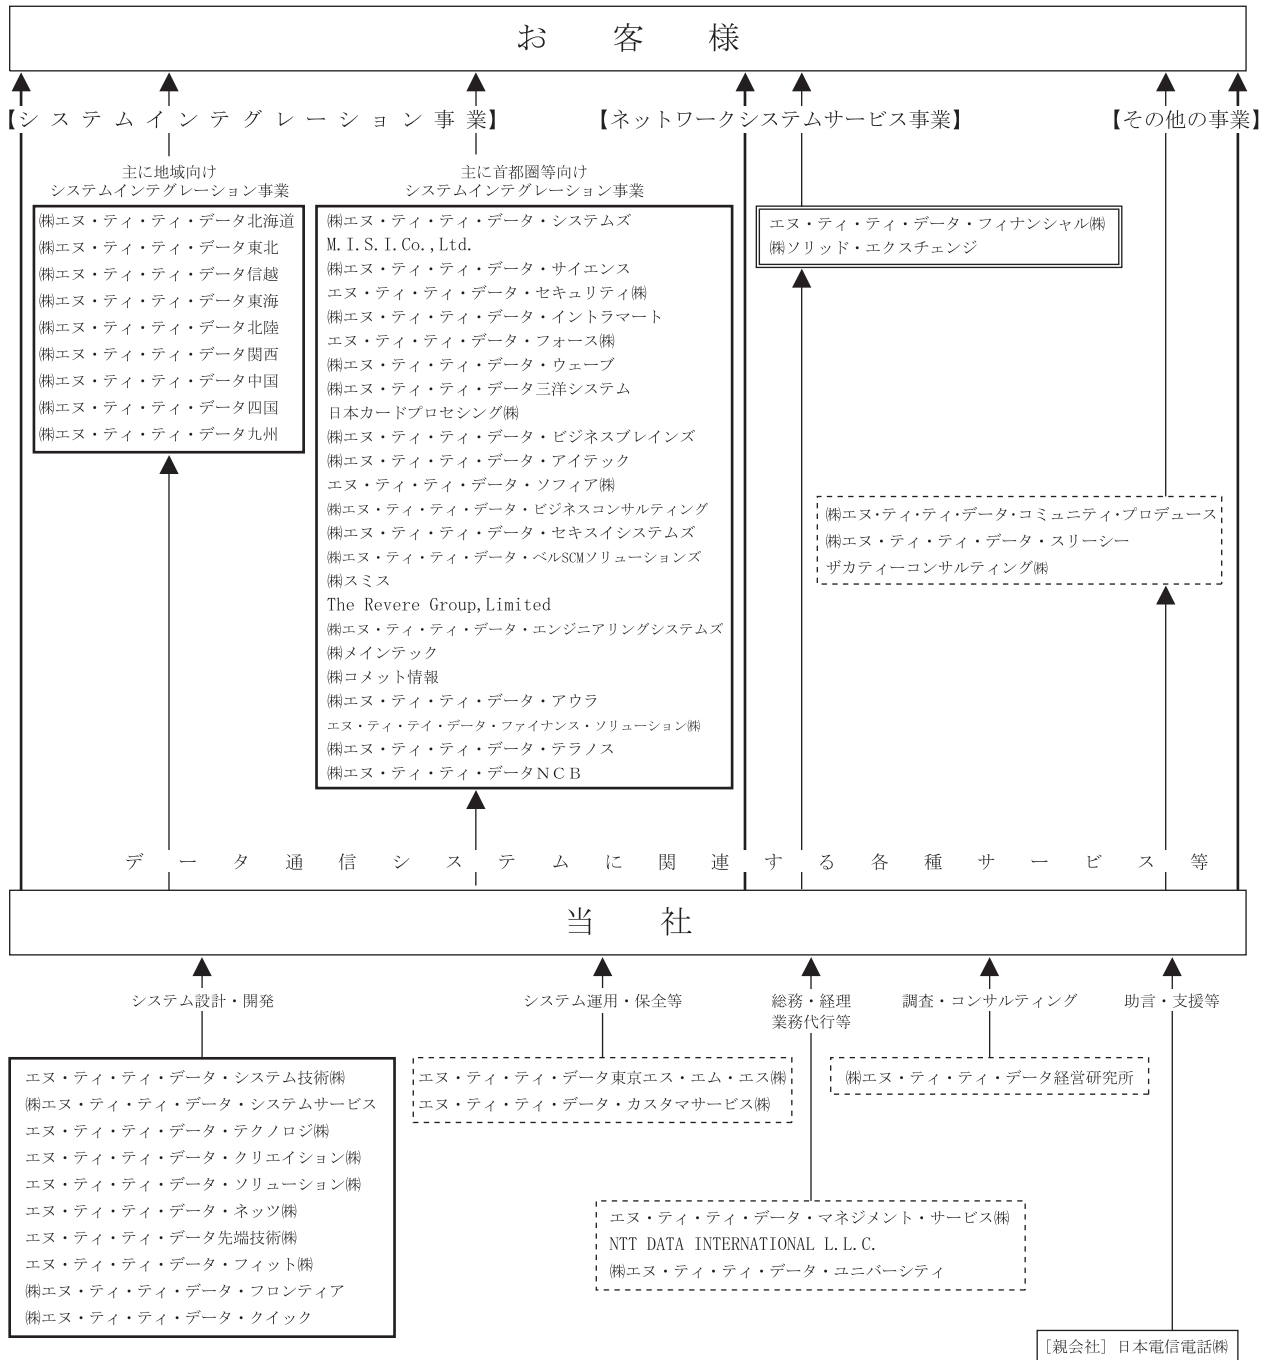 お客様
【システムインテグレーション事業】
【ネットワークシステムサービス事業】
【その他の事業】
主に地域向け
システムインテグレーション事業
㈱エヌ・ティ・ティ・データ北海道
㈱エヌ・ティ・ティ・データ東北
㈱エヌ・ティ・ティ・データ信越
㈱エヌ・ティ・ティ・データ東海
㈱エヌ・ティ・ティ・データ北陸
㈱エヌ・ティ・ティ・データ関西
㈱エヌ・ティ・ティ・データ中国
㈱エヌ・ティ・ティ・データ四国
㈱エヌ・ティ・ティ・データ九州
主に首都圏等向け
システムインテグレーション事業
㈱エヌ・ティ・ティ・データ・システムズ
M.I.S.I.Co.,Ltd.
㈱エヌ・ティ・ティ・データ・サイエンス
エヌ・ティ・ティ・データ・セキュリティ㈱
㈱エヌ・ティ・ティ・データ・イントラマート
エヌ・ティ・ティ・データ・フォース㈱
㈱エヌ・ティ・ティ・データ・ウェーブ
㈱エヌ・ティ・ティ・データ三洋システム
日本カードプロセシング㈱
㈱エヌ・ティ・ティ・データ・ビジネスブレインズ
㈱エヌ・ティ・ティ・データ・アイテック
エヌ・ティ・ティ・データ・ソフィア㈱
㈱エヌ・ティ・ティ・データ・ビジネスコンサルティング
㈱エヌ・ティ・ティ・データ・セキスイシステムズ
㈱エヌ・ティ・ティ・データ・ベルSCMソリューションズ
㈱スミス
The Revere Group,Limited
㈱エヌ・ティ・ティ・データ・エンジニアリングシステムズ
㈱メインテック
㈱コメット情報
㈱エヌ・ティ・ティ・データ・アウラ
エヌ・ティ・テイ・データ・ファイナンス・ソリューション㈱
㈱エヌ・ティ・ティ・データ・テラノス
㈱エヌ・ティ・ティ・データNCB
エヌ・ティ・ティ・データ・フィナンシャル㈱
㈱ソリッド・エクスチェンジ
㈱エヌ・ティ・ティ・データ・コミュニティ・プロデュース
㈱エヌ・ティ・ティ・データ・スリーシー
ザカティーコンサルティング㈱
データ通信システムに関連する各種サービス等
当社
システム設計・開発
エヌ・ティ・ティ・データ・システム技術㈱
㈱エヌ・ティ・ティ・データ・システムサービス
エヌ・ティ・ティ・データ・テクノロジ㈱
エヌ・ティ・ティ・データ・クリエイション㈱
エヌ・ティ・ティ・データ・ソリューション㈱
エヌ・ティ・ティ・データ・ネッツ㈱
エヌ・ティ・ティ・データ先端技術㈱
エヌ・ティ・ティ・データ・フィット㈱
㈱エヌ・ティ・ティ・データ・フロンティア
㈱エヌ・ティ・ティ・データ・クイック
システム運用・保全等
エヌ・ティ・ティ・データ東京エス・エム・エス㈱
エヌ・ティ・ティ・データ・カスタマサービス㈱
総務・経理
業務代行等
エヌ・ティ・ティ・データ・マネジメント・サービス㈱
NTT DATA INTERNATIONAL L.L.C.
㈱エヌ・ティ・ティ・データ・ユニバーシティ
調査・コンサルティング
㈱エヌ・ティ・ティ・データ経営研究所
助言・支援等
[親会社] 日本電信電話㈱